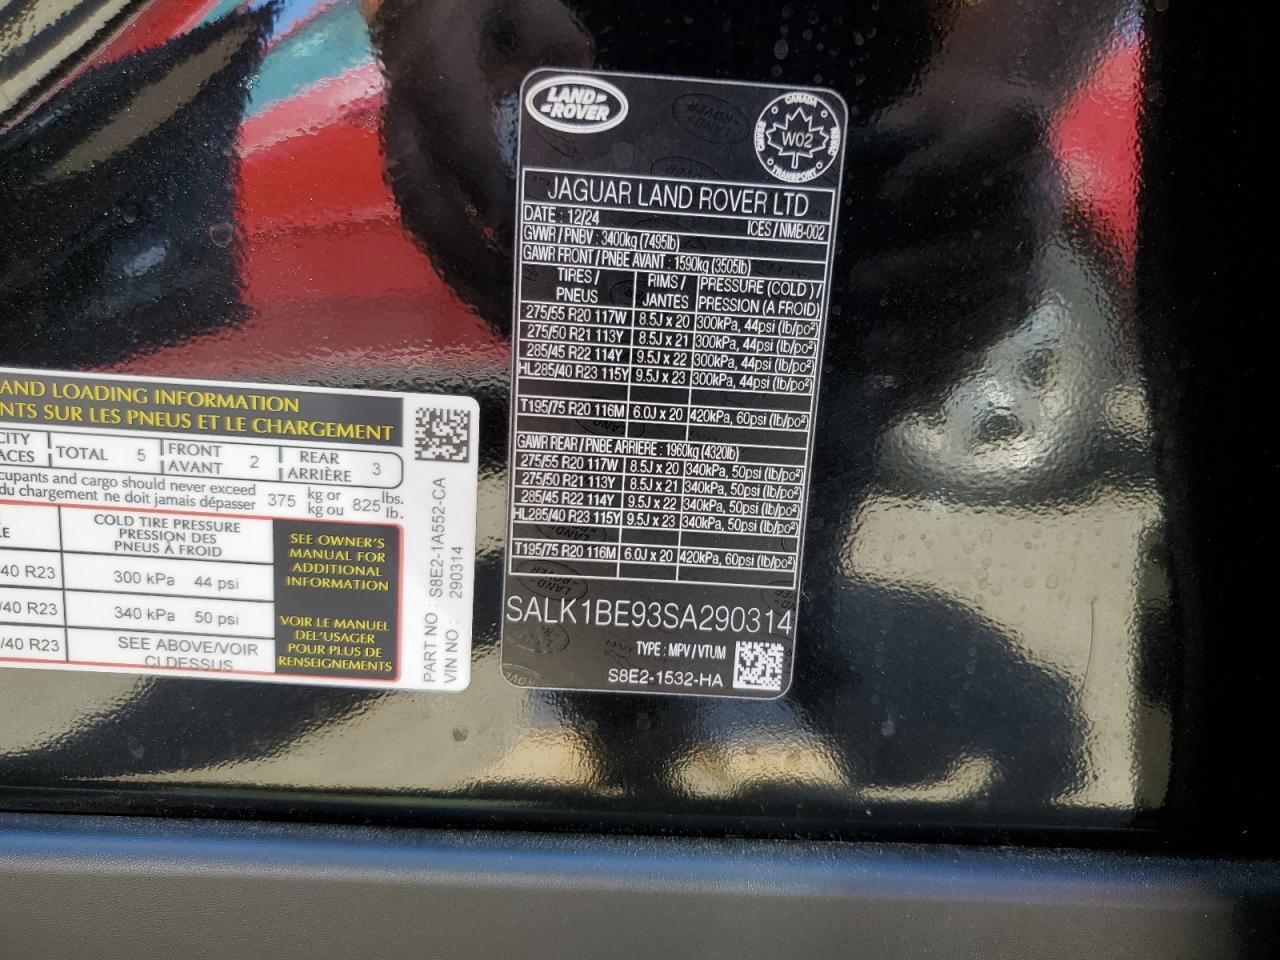 AND LOADING INFORMATION
NTS SUR LES PNEUS ET LE CHARGEMENT
CITY
ACES
TOTAL 5
FRONT
AVANT 2
REAR
ARRIÈRE 3
cupants and cargo should never exceed
du chargement ne doit jamais dépasser
375 kg or
kg ou
825 lbs.
lb.
LE
COLD TIRE PRESSURE
PRESSION DES
PNEUS À FROID
40 R23
300 kPa 44 psi
/40 R23
340 kPa 50 psi
/40 R23
SEE ABOVE/VOIR
CI DESSUS
SEE OWNER'S
MANUAL FOR
ADDITIONAL
INFORMATION
VOIR LE MANUEL
DEL'USAGER
POUR PLUS DE
RENSEIGNEMENTS
PART NO : S8E2-1A552-CA
VIN NO : 290314
LAND ROVER
CANADA
TRANSPORT
W02
JAGUAR LAND ROVER LTD
DATE : 12/24
ICES / NMB-002
GVWR / PNBV : 3400kg (7495lb)
GAWR FRONT / PNBE AVANT : 1590kg (3505lb)
TIRES /
PNEUS
RIMS /
JANTES
PRESSURE (COLD) /
PRESSION (A FROID)
275/55 R20 117W 8.5J x 20 300kPa, 44psi (lb/po²)
275/50 R21 113Y 8.5J x 21 300kPa, 44psi (lb/po²)
285/45 R22 114Y 9.5J x 22 300kPa, 44psi (lb/po²)
HL285/40 R23 115Y 9.5J x 23 300kPa, 44psi (lb/po²)
T195/75 R20 116M 6.0J x 20 420kPa, 60psi (lb/po²)
GAWR REAR / PNBE ARRIERE : 1960kg (4320lb)
275/55 R20 117W 8.5J x 20 340kPa, 50psi (lb/po²)
275/50 R21 113Y 8.5J x 21 340kPa, 50psi (lb/po²)
285/45 R22 114Y 9.5J x 22 340kPa, 50psi (lb/po²)
HL285/40 R23 115Y 9.5J x 23 340kPa, 50psi (lb/po²)
T195/75 R20 116M 6.0J x 20 420kPa, 60psi (lb/po²)
SALK1BE93SA290314
TYPE : MPV / VTUM
S8E2-1532-HA